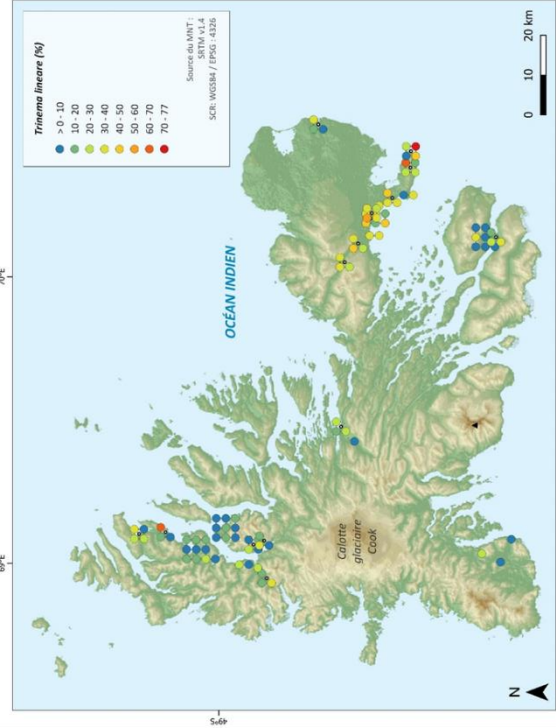 Trinema lineare (%)
> 0 - 10
10 - 20
20 - 30
30 - 40
40 - 50
50 - 60
60 - 70
70 - 77
Source du MNT :
SRTM v1.4
SCR: WGS84 / EPSG : 4326
20 km
10
0
OCÉAN INDIEN
70°E
69°E
49°S
Calotte
glaciaire
Cook
N